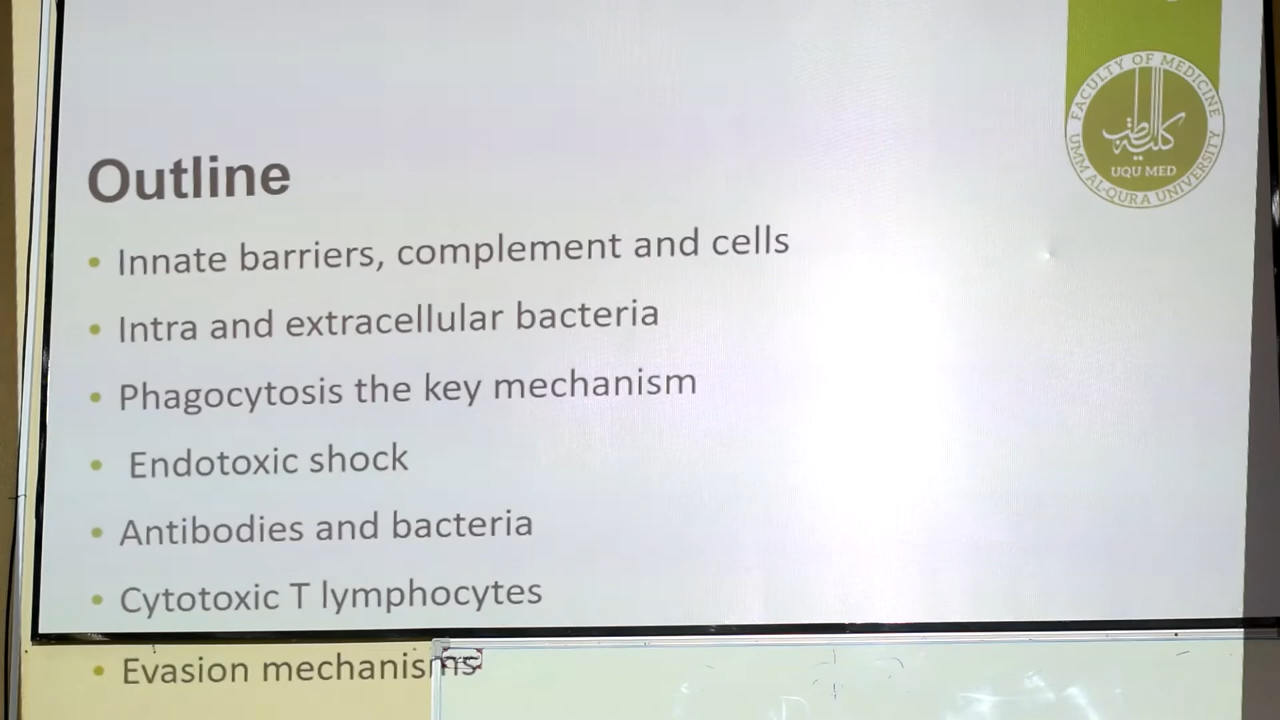 FACULTY OF MEDICINE
كلية الطب
UQU MED
UMM AL-QURA UNIVERSITY
Outline
• Innate barriers, complement and cells
• Intra and extracellular bacteria
• Phagocytosis the key mechanism
• Endotoxic shock
• Antibodies and bacteria
• Cytotoxic T lymphocytes
• Evasion mechanisms